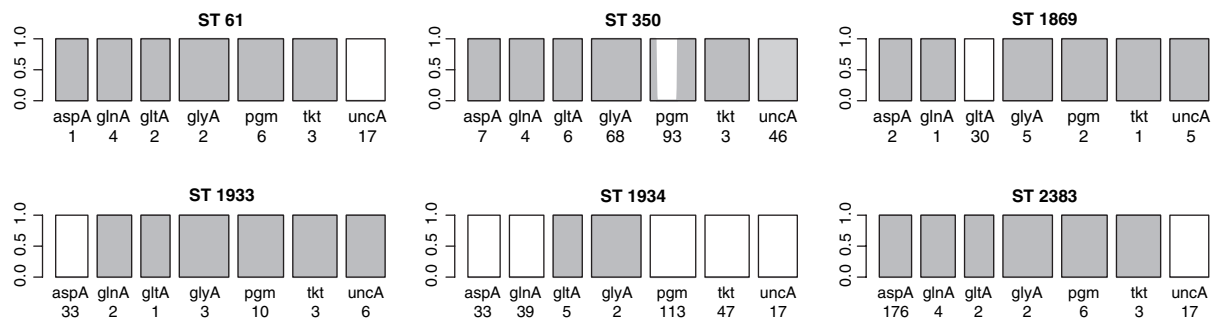 ST 61
0.0 0.5 1.0
aspA glnA gltA glyA pgm tkt uncA
1 4 2 2 6 3 17
ST 350
0.0 0.5 1.0
aspA glnA gltA glyA pgm tkt uncA
7 4 6 68 93 3 46
ST 1869
0.0 0.5 1.0
aspA glnA gltA glyA pgm tkt uncA
2 1 30 5 2 1 5
ST 1933
0.0 0.5 1.0
aspA glnA gltA glyA pgm tkt uncA
33 2 1 3 10 3 6
ST 1934
0.0 0.5 1.0
aspA glnA gltA glyA pgm tkt uncA
33 39 5 2 113 47 17
ST 2383
0.0 0.5 1.0
aspA glnA gltA glyA pgm tkt uncA
176 4 2 2 6 3 17